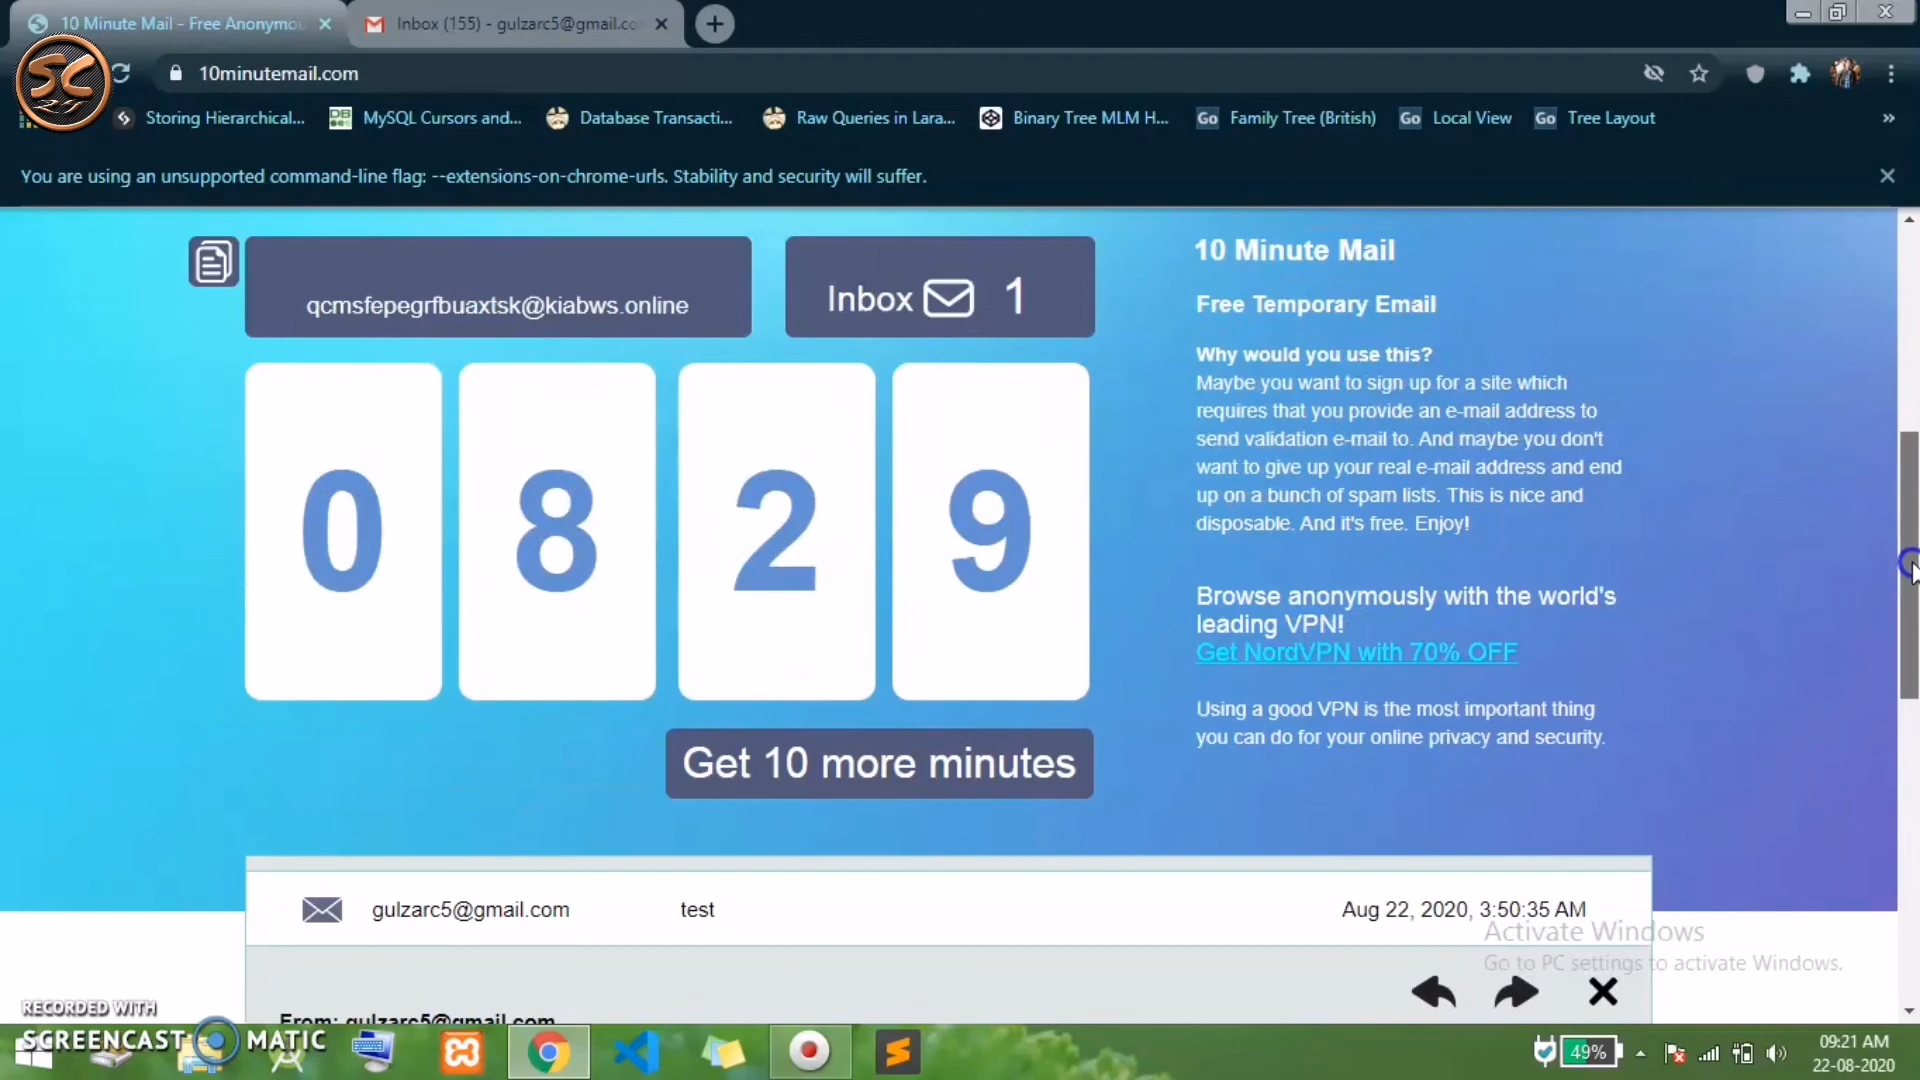 10 Minute Mail - Free Anonymou
Inbox (155) - gulzarc5@gmail.co
10minutemail.com
SC
Storing Hierarchical...
MySQL Cursors and...
Database Transacti...
Raw Queries in Lara...
Binary Tree MLM H...
Go Family Tree (British)
Go Local View
Go Tree Layout
»
You are using an unsupported command-line flag: --extensions-on-chrome-urls. Stability and security will suffer.
qcmsfepegrfbuaxtsk@kiabws.online
Inbox 1
0 8 2 9
Get 10 more minutes
10 Minute Mail
Free Temporary Email
Why would you use this?
Maybe you want to sign up for a site which
requires that you provide an e-mail address to
send validation e-mail to. And maybe you don't
want to give up your real e-mail address and end
up on a bunch of spam lists. This is nice and
disposable. And it's free. Enjoy!
Browse anonymously with the world's
leading VPN!
Get NordVPN with 70% OFF
Using a good VPN is the most important thing
you can do for your online privacy and security.
gulzarc5@gmail.com test Aug 22, 2020, 3:50:35 AM
Activate Windows
Go to PC settings to activate Windows.
From: gulzarc5@gmail.com
RECORDED WITH
SCREENCAST MATIC
49%
09:21 AM
22-08-2020